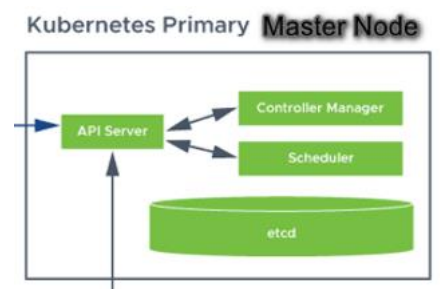 Kubernetes Primary Master Node
Controller Manager
API Server
Scheduler
etcd